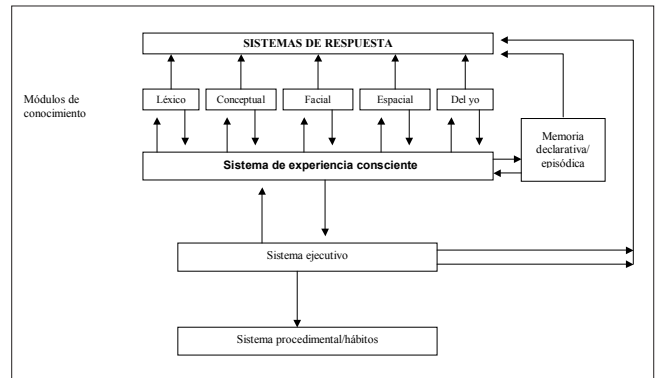 SISTEMAS DE RESPUESTA
Módulos de
conocimiento
Léxico
Conceptual
Facial
Espacial
Del yo
Memoria
declarativa/
episódica
Sistema de experiencia consciente
Sistema ejecutivo
Sistema procedimental/hábitos